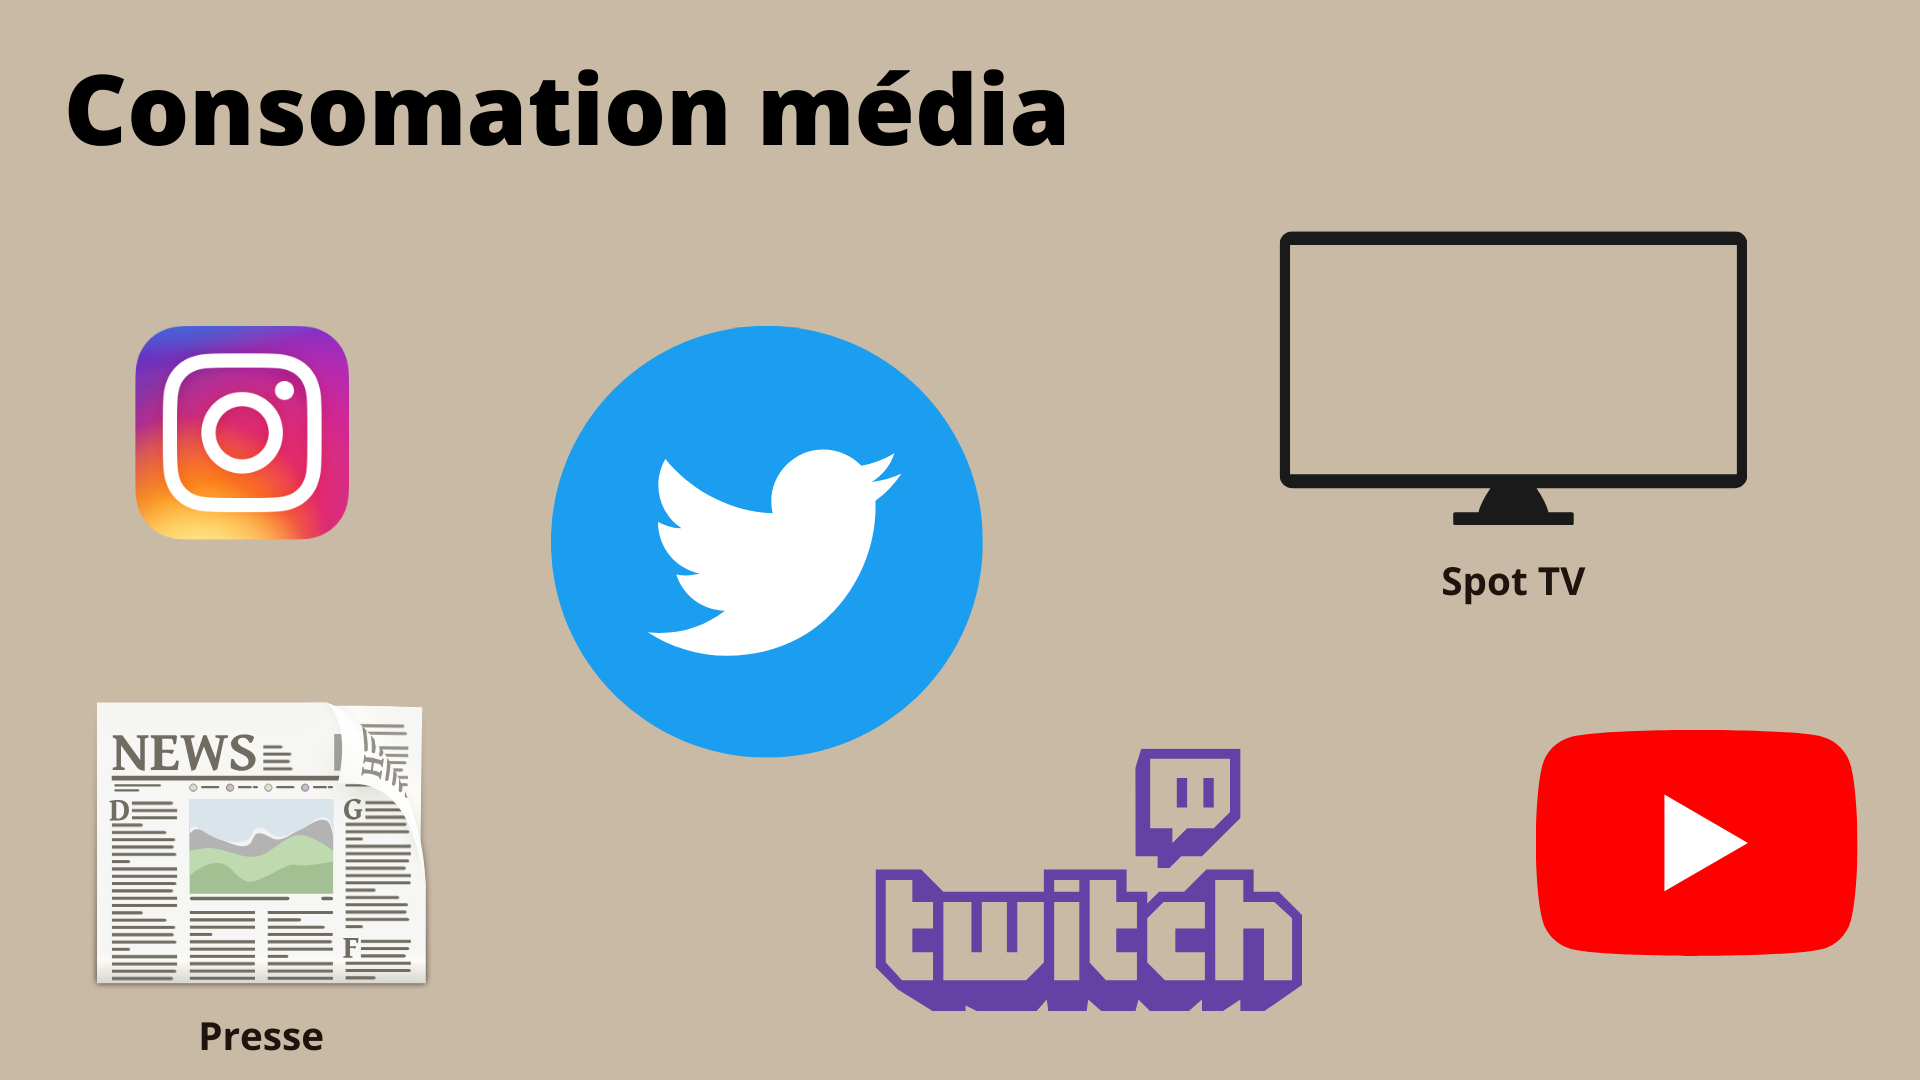 Consomation média
Spot TV
NEWS
H
D
G
F
twitch
Presse